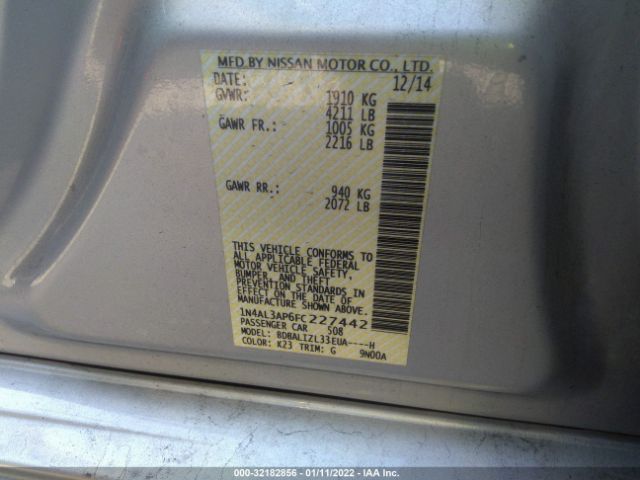 MFD.BY NISSAN MOTOR CO., LTD.
DATE: 12/14
GVWR: 1910 KG
4211 LB
GAWR FR.: 1005 KG
2216 LB
GAWR RR.: 940 KG
2072 LB
THIS VEHICLE CONFORMS TO
ALL APPLICABLE FEDERAL
MOTOR VEHICLE SAFETY,
BUMPER, AND THEFT
PREVENTION STANDARDS
IN EFFECT ON THE DATE OF
MANUFACTURE SHOWN ABOVE.
1N4AL3AP6FC227442
PASSENGER CAR 508
MODEL: BDBALIZL33EUA----H
COLOR: K23 TRIM: G 9N00A
000-32182856 - 01/11/2022 - IAA Inc.